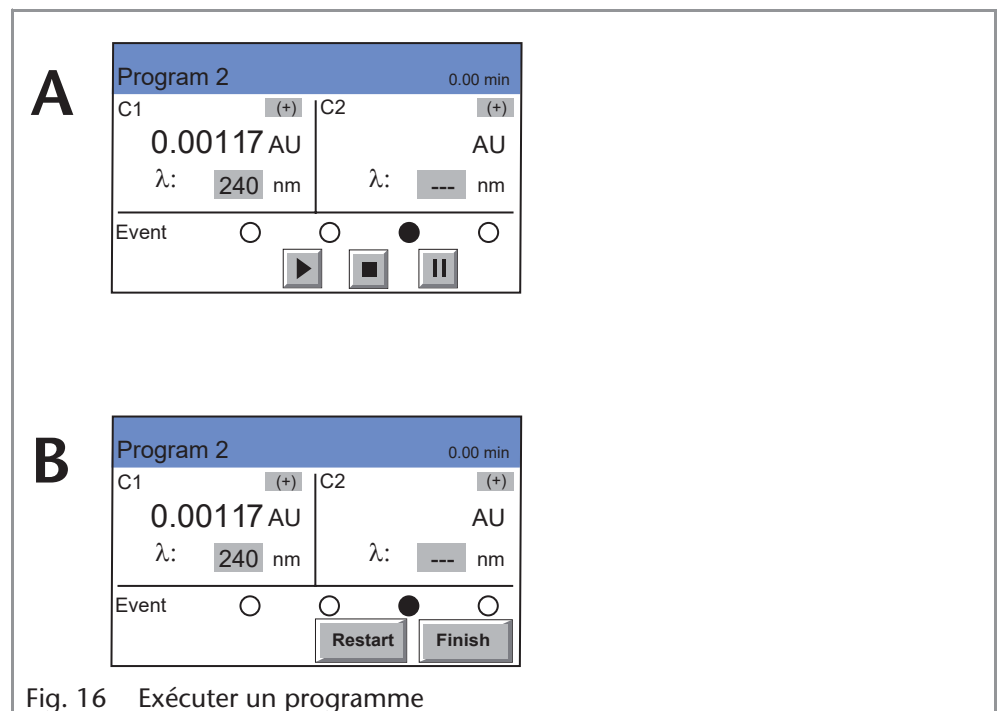 A
Program 2 0.00 min
C1 (+) C2 (+)
0.00117 AU AU
λ: 240 nm λ: --- nm
Event
B
Program 2 0.00 min
C1 (+) C2 (+)
0.00117 AU AU
λ: 240 nm λ: --- nm
Event
Restart Finish
Fig. 16 Exécuter un programme